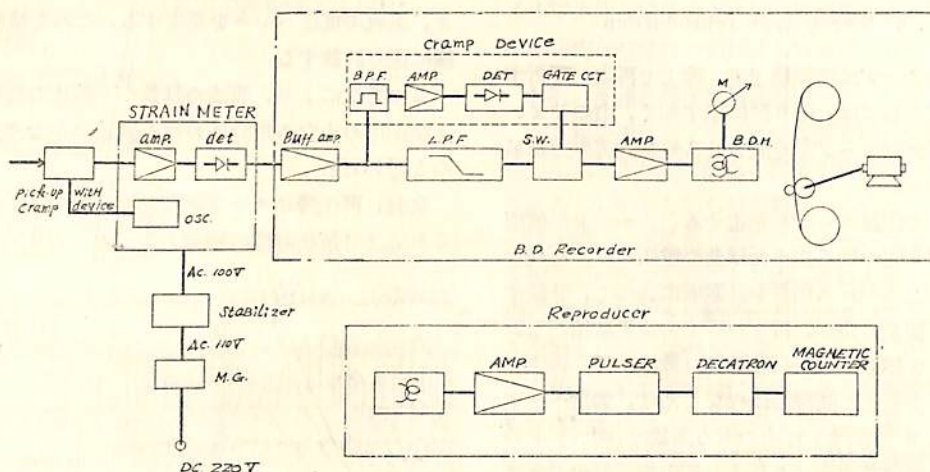 Cramp Device
B.P.F. AMP DET GATE CCT
M
STRAIN METER
amp. det
Buff amp.
L.P.F.
S.W.
AMP.
B.D.H.
Pick-up with
Cramp device
OSC.
B.D. Recorder
Ac. 100V
Stabilizer
Ac. 110V
M.G.
DC 220V
Reproducer
AMP. PULSER DECATRON MAGNETIC
COUNTER